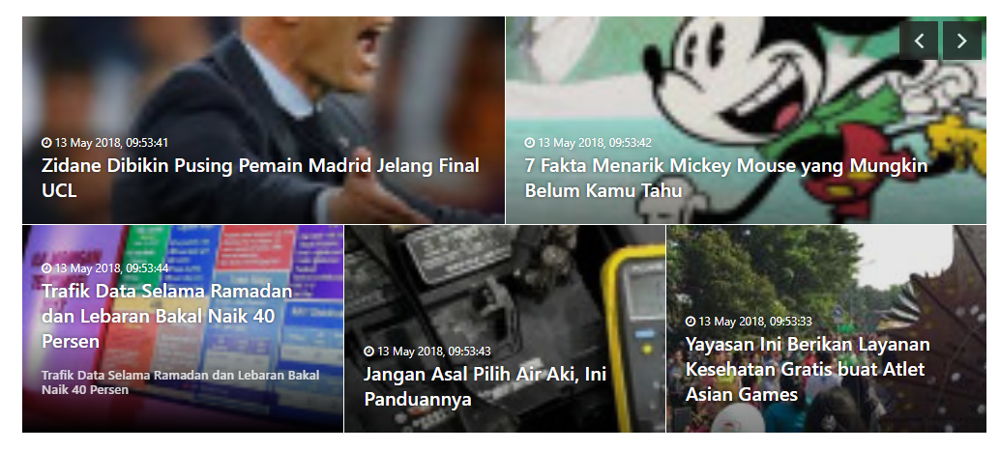 13 May 2018, 09:53:41
Zidane Dibikin Pusing Pemain Madrid Jelang Final
UCL
13 May 2018, 09:53:42
7 Fakta Menarik Mickey Mouse yang Mungkin
Belum Kamu Tahu
13 May 2018, 09:53:44
Trafik Data Selama Ramadan
dan Lebaran Bakal Naik 40
Persen
Trafik Data Selama Ramadan dan Lebaran Bakal
Naik 40 Persen
13 May 2018, 09:53:43
Jangan Asal Pilih Air Aki, Ini
Panduannya
13 May 2018, 09:53:33
Yayasan Ini Berikan Layanan
Kesehatan Gratis buat Atlet
Asian Games